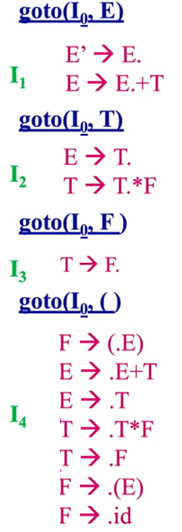 goto(I₀, E)
E’ → E.
I₁
E → E.+T
goto(I₀, T)
E → T.
I₂
T → T.*F
goto(I₀, F )
I₃ T → F.
goto(I₀, ( )
F → (.E)
E → .E+T
E → .T
I₄
T → .T*F
T → .F
F → .(E)
F → .id